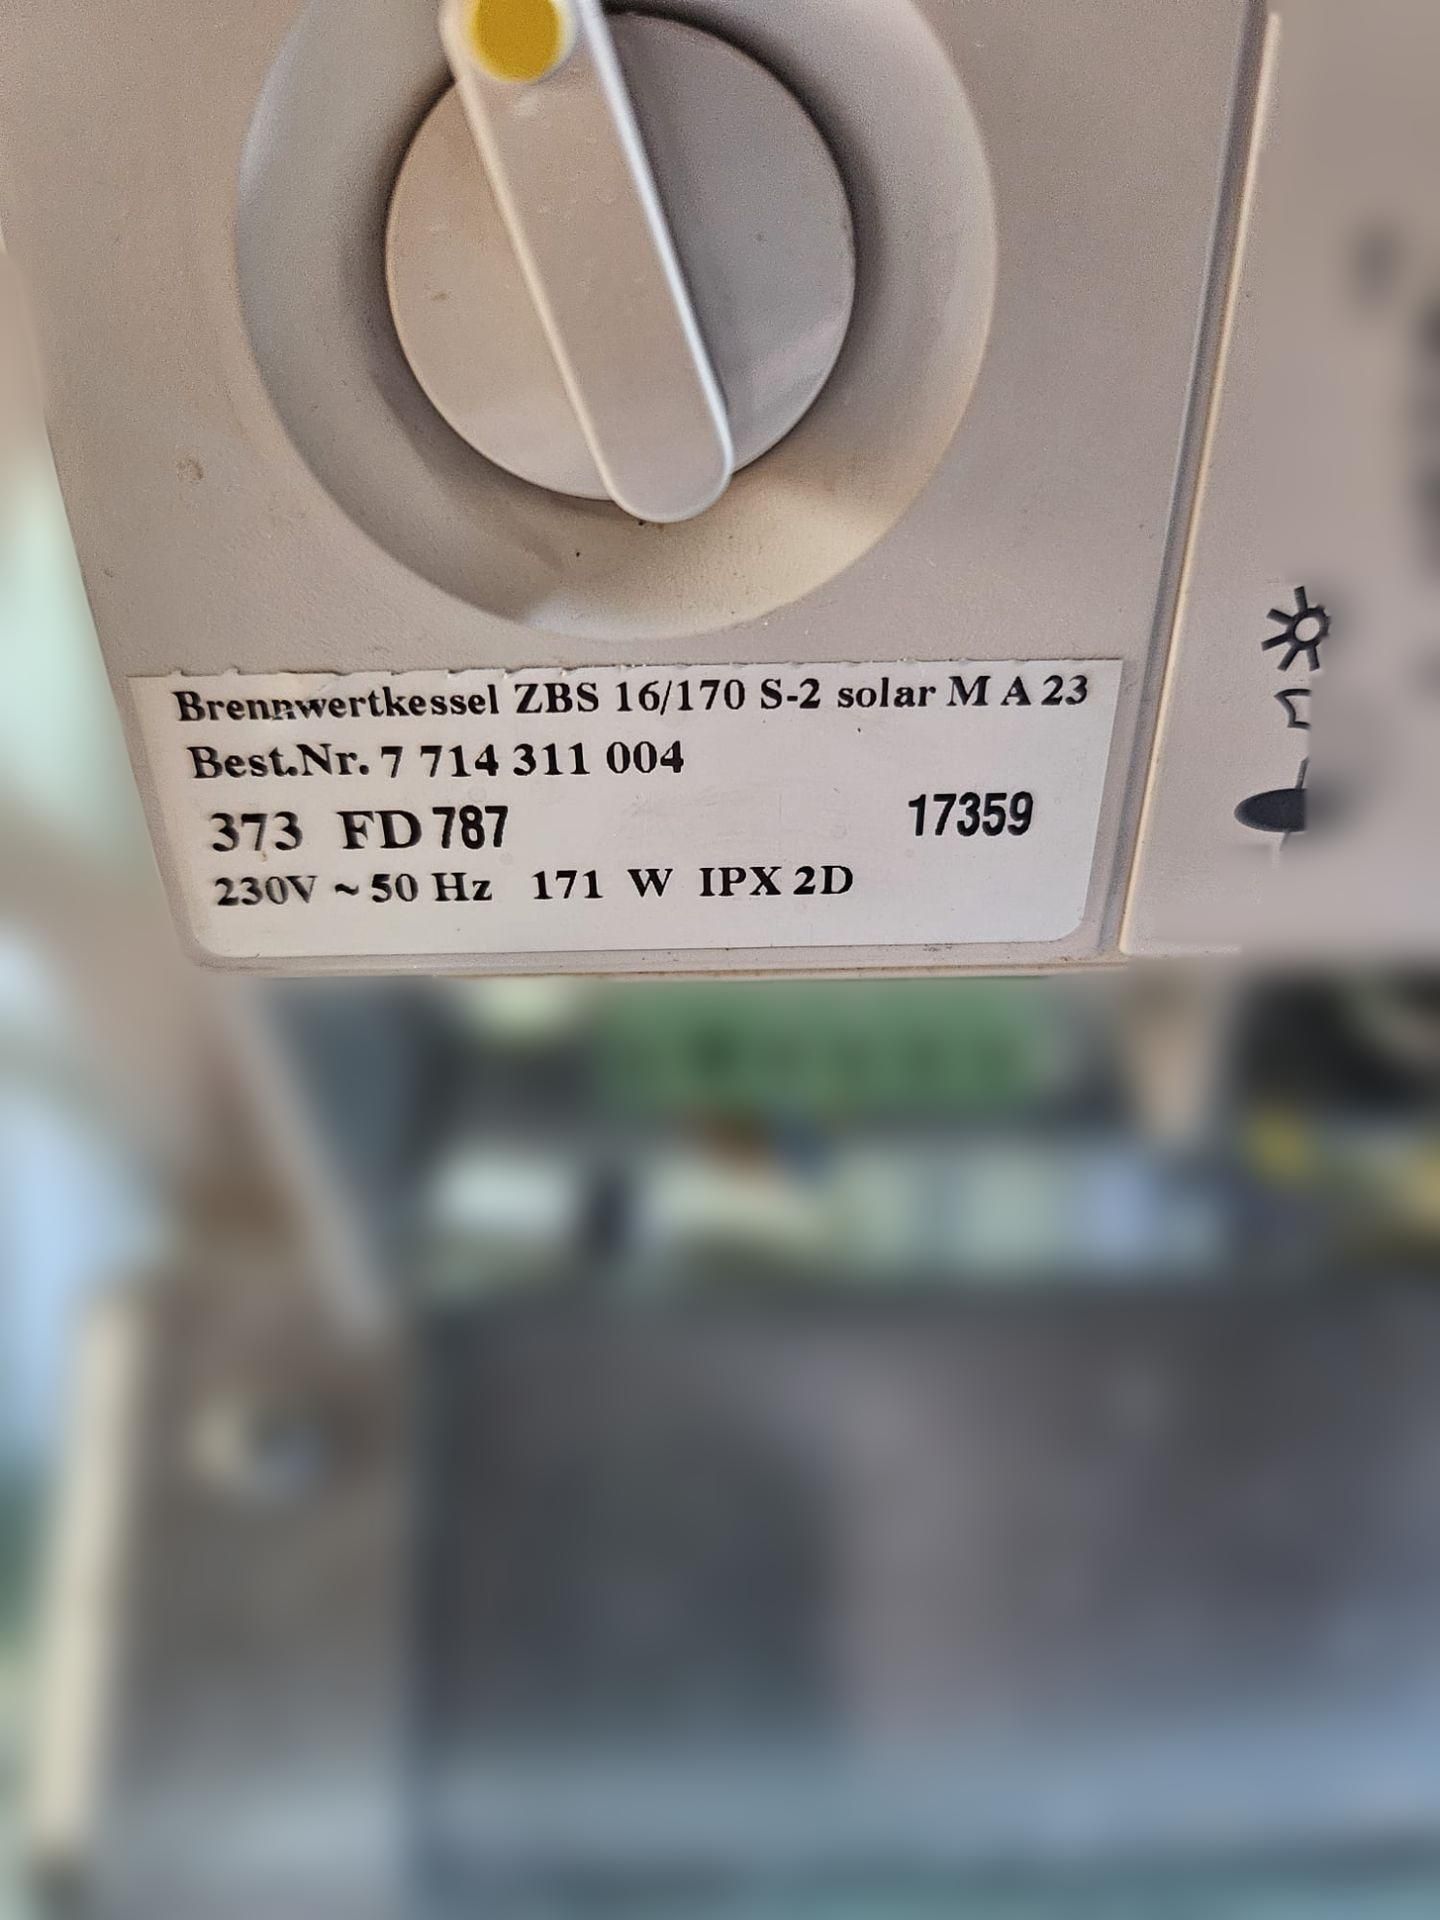 Brennwertkessel ZBS 16/170 S-2 solar M A 23
Best.Nr. 7 714 311 004
373 FD 787 17359
230V ~ 50 Hz 171 W IPX 2D